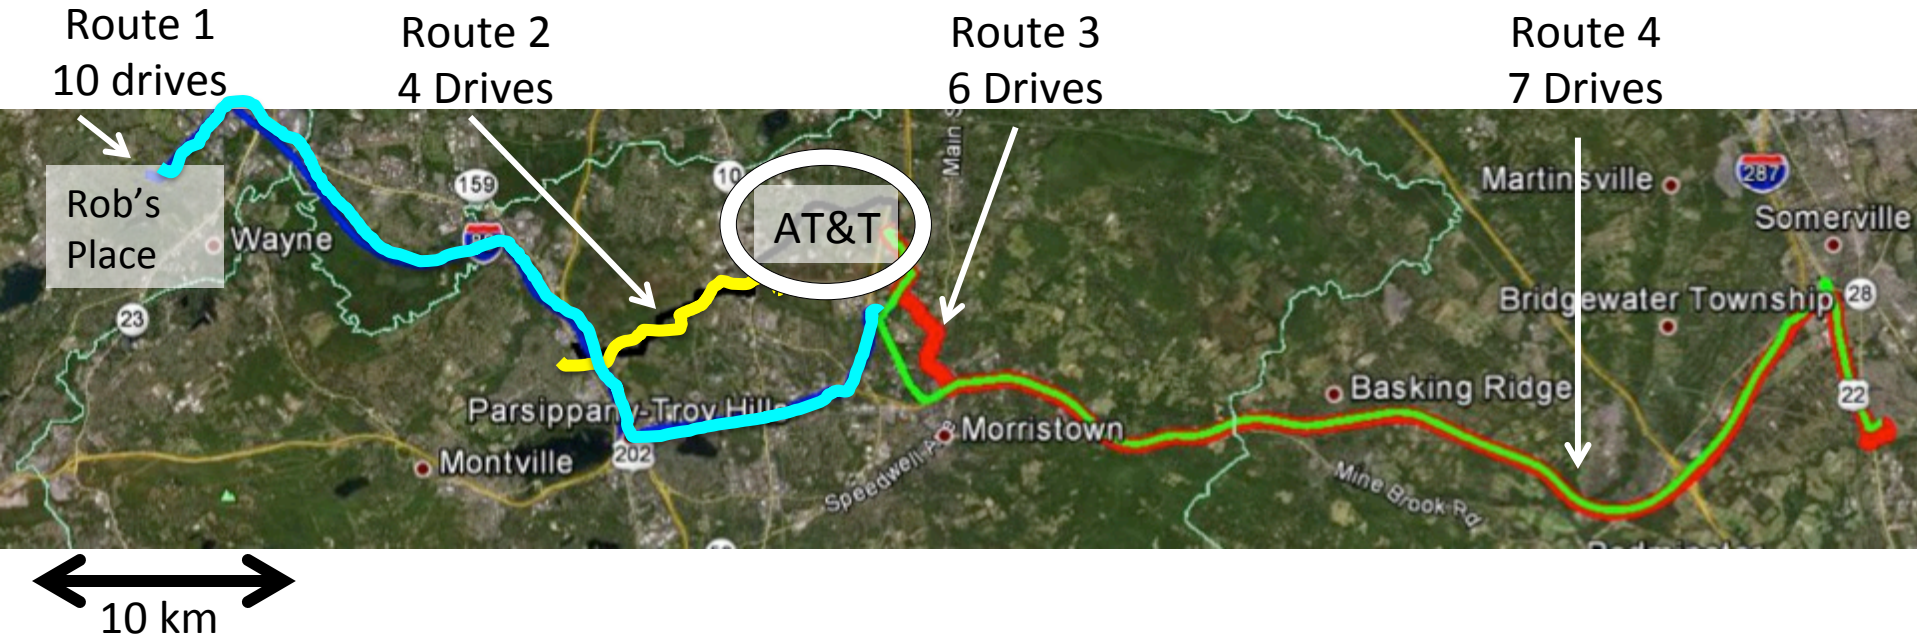 Route 1
10 drives
Route 2
4 Drives
Route 3
6 Drives
Route 4
7 Drives
Rob's
Place
Wayne
23
159
10
AT&T
Main S
Martinsville
287
Somerville
Bridgewater Township
28
Basking Ridge
22
Parsippany-Troy Hills
Morristown
Montville
202
Speedwell Ave
Mine Brook Rd
10 km